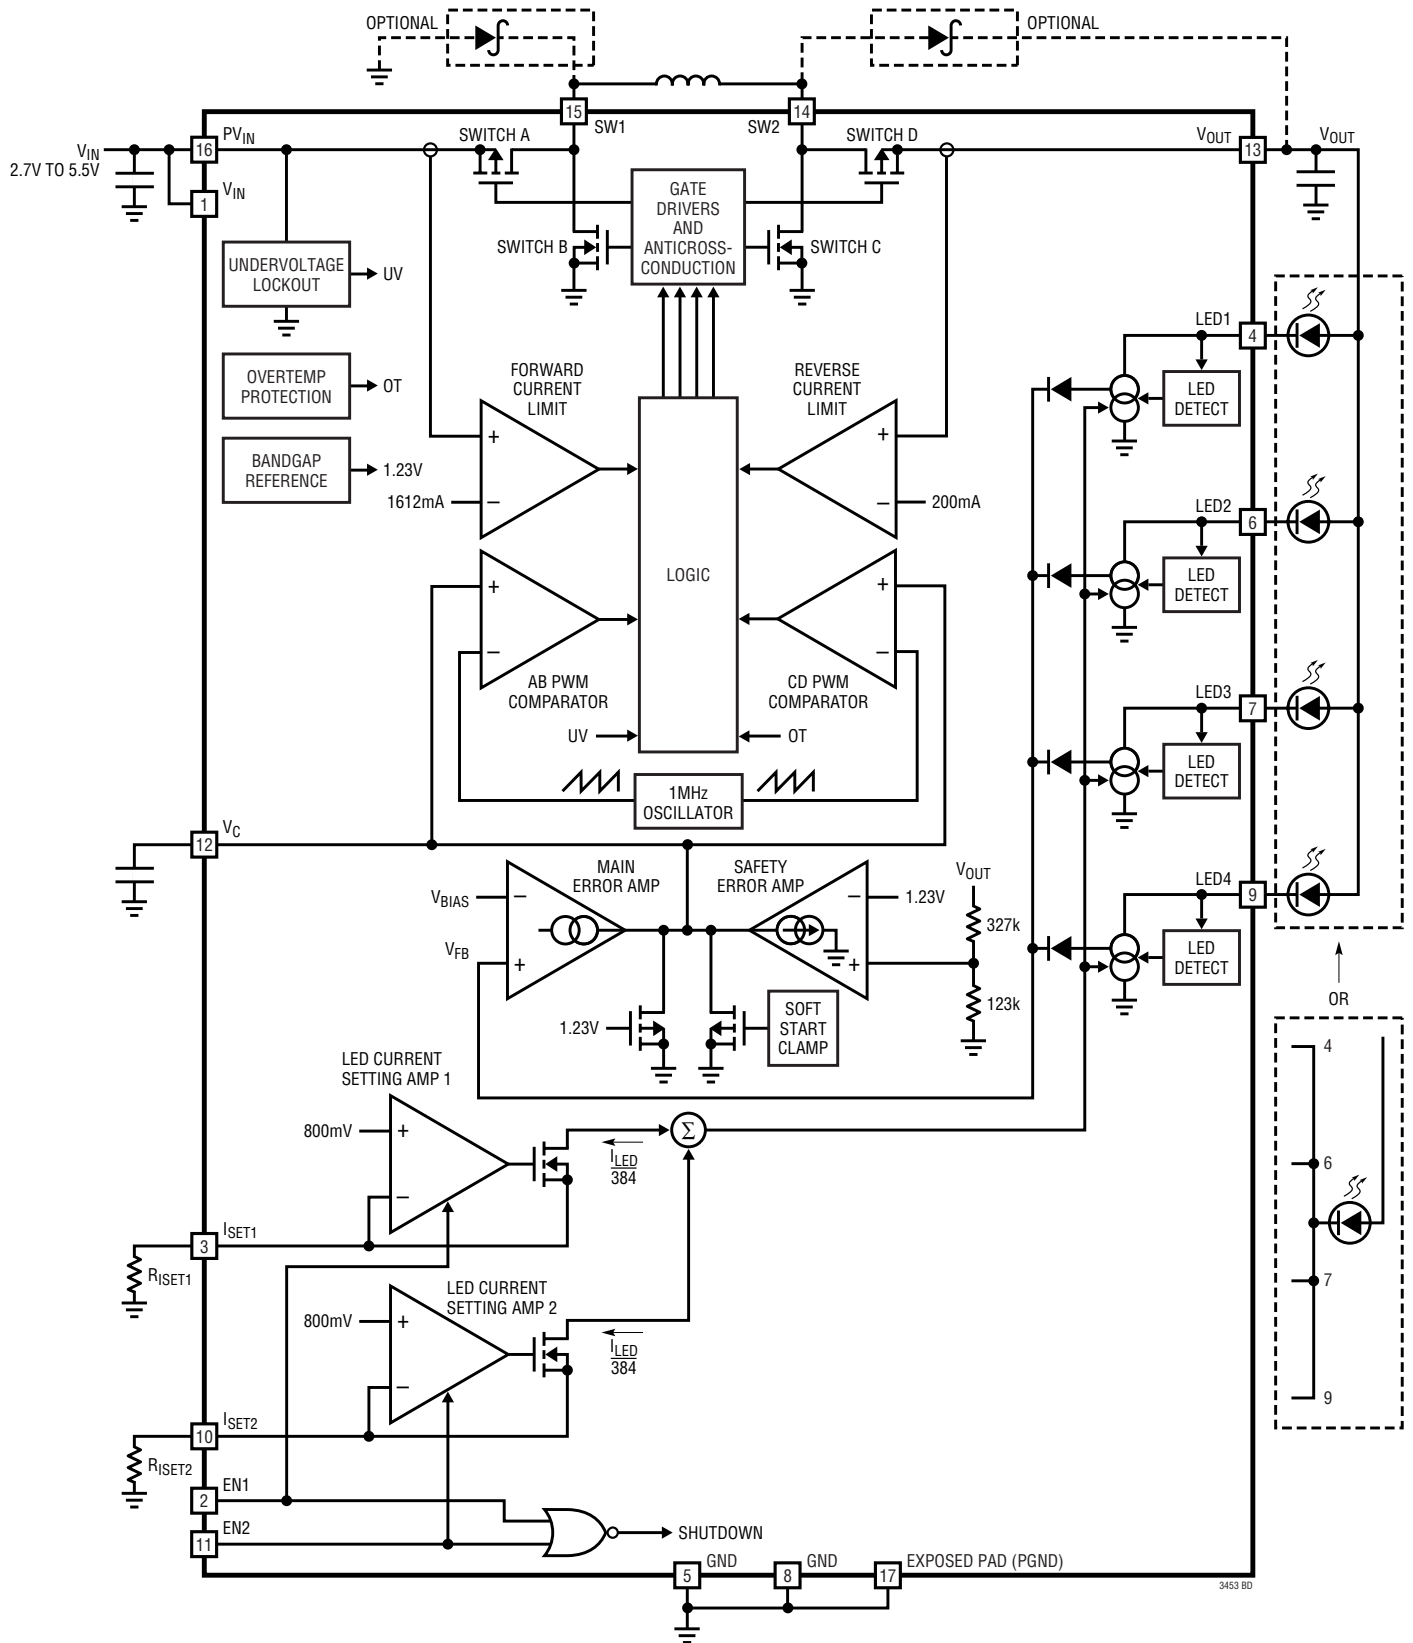 OPTIONAL
OPTIONAL
15
SW1
14
SW2
SWITCH A
SWITCH D
PVIN
16
VIN
2.7V TO 5.5V
VIN
1
VOUT
13
VOUT
GATE
DRIVERS
AND
ANTICROSS-
CONDUCTION
SWITCH B
SWITCH C
UNDERVOLTAGE
LOCKOUT
UV
OVERTEMP
PROTECTION
OT
BANDGAP
REFERENCE
1.23V
FORWARD
CURRENT
LIMIT
+
–
1612mA
REVERSE
CURRENT
LIMIT
+
–
200mA
LOGIC
+
–
AB PWM
COMPARATOR
+
–
CD PWM
COMPARATOR
UV
OT
1MHz
OSCILLATOR
LED1
4
LED
DETECT
LED2
6
LED
DETECT
LED3
7
LED
DETECT
LED4
9
LED
DETECT
VC
12
MAIN
ERROR AMP
SAFETY
ERROR AMP
VBIAS
–
VFB
+
–
1.23V
+
VOUT
327k
123k
1.23V
SOFT
START
CLAMP
OR
4
6
7
9
LED CURRENT
SETTING AMP 1
800mV
+
–
ILED
384
Σ
ISET1
3
RISET1
LED CURRENT
SETTING AMP 2
800mV
+
–
ILED
384
ISET2
10
RISET2
EN1
2
EN2
11
SHUTDOWN
5
GND
8
GND
17
EXPOSED PAD (PGND)
3453 BD